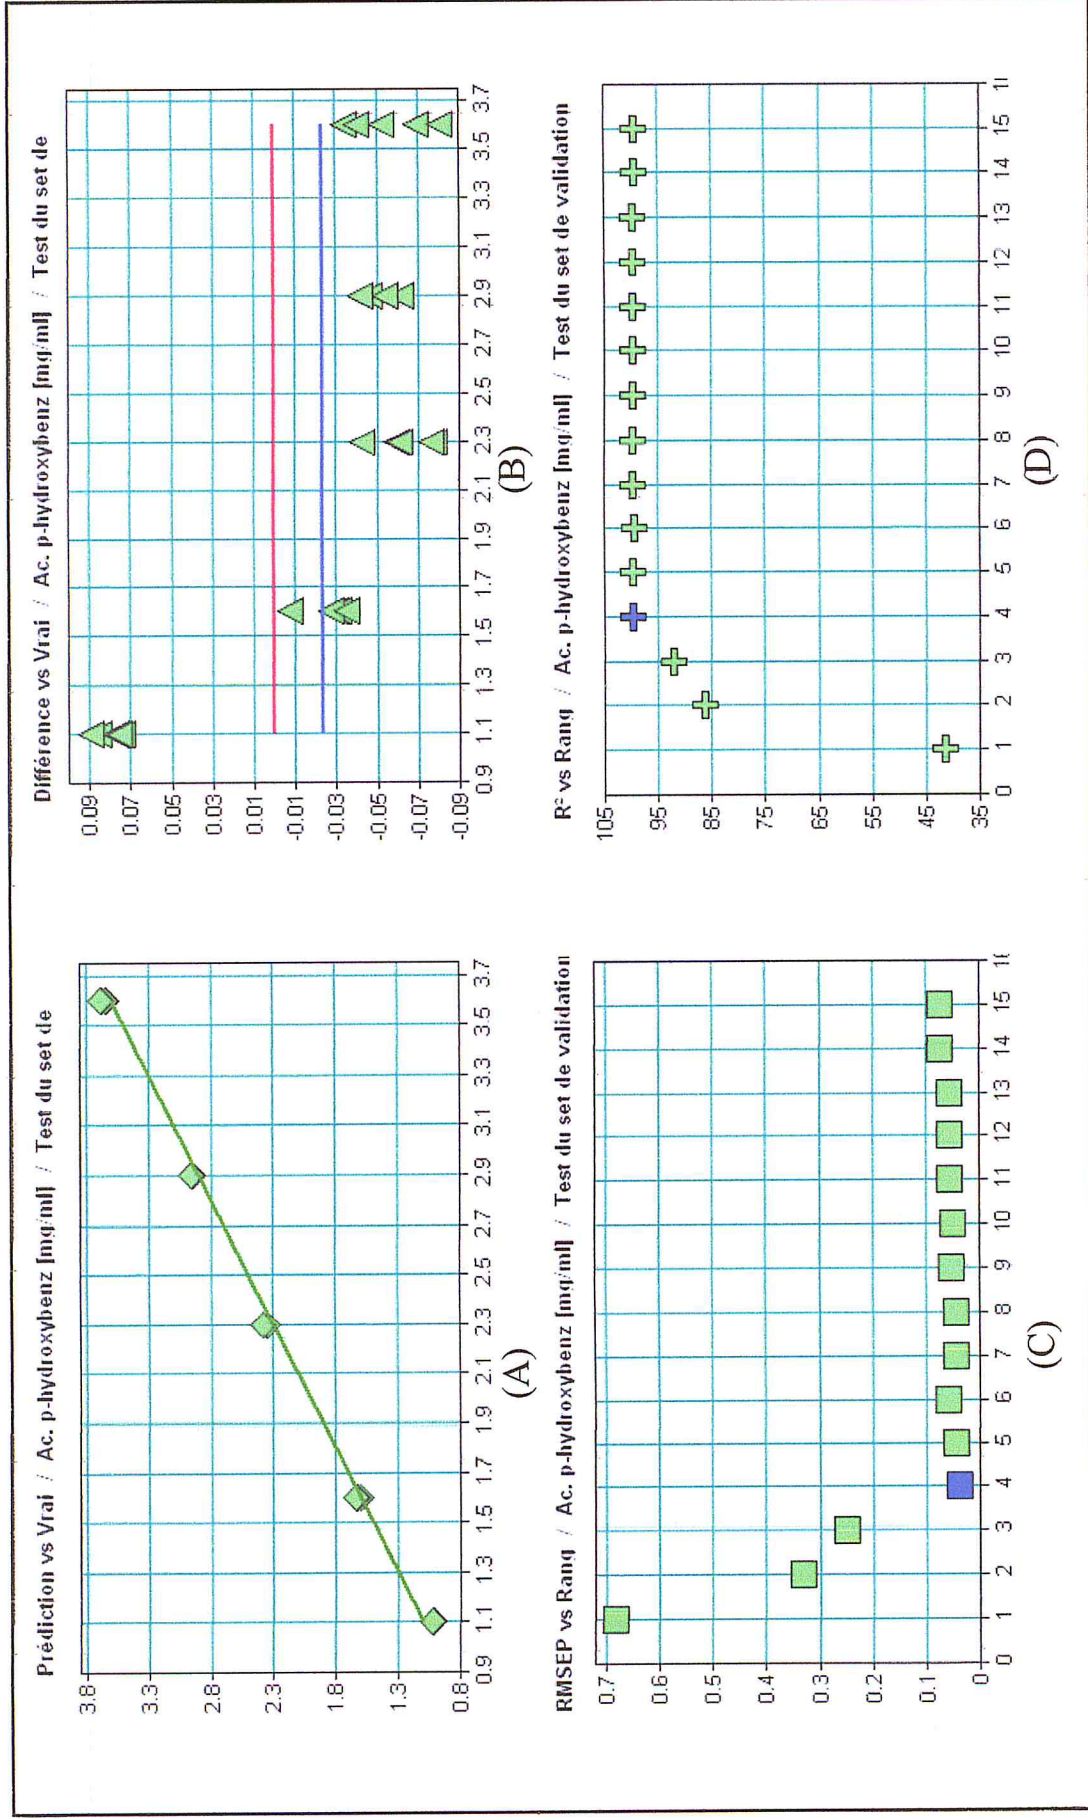 Prédiction vs Vrai / Ac. p-hydroxybenz [mg/ml] / Test du set de
3.8
3.3
2.8
2.3
1.8
1.3
0.8
0.9 1.1 1.3 1.5 1.7 1.9 2.1 2.3 2.5 2.7 2.9 3.1 3.3 3.5 3.7
(A)
Différence vs Vrai / Ac. p-hydroxybenz [mg/ml] / Test du set de
0.09
0.07
0.05
0.03
0.01
-0.01
-0.03
-0.05
-0.07
-0.09
0.9 1.1 1.3 1.5 1.7 1.9 2.1 2.3 2.5 2.7 2.9 3.1 3.3 3.5 3.7
(B)
RMSEP vs Rang / Ac. p-hydroxybenz [mg/ml] / Test du set de validation
0.7
0.6
0.5
0.4
0.3
0.2
0.1
0
0 1 2 3 4 5 6 7 8 9 10 11 12 13 14 15
(C)
R² vs Rang / Ac. p-hydroxybenz [mg/ml] / Test du set de validation
105
95
85
75
65
55
45
35
0 1 2 3 4 5 6 7 8 9 10 11 12 13 14 15
(D)